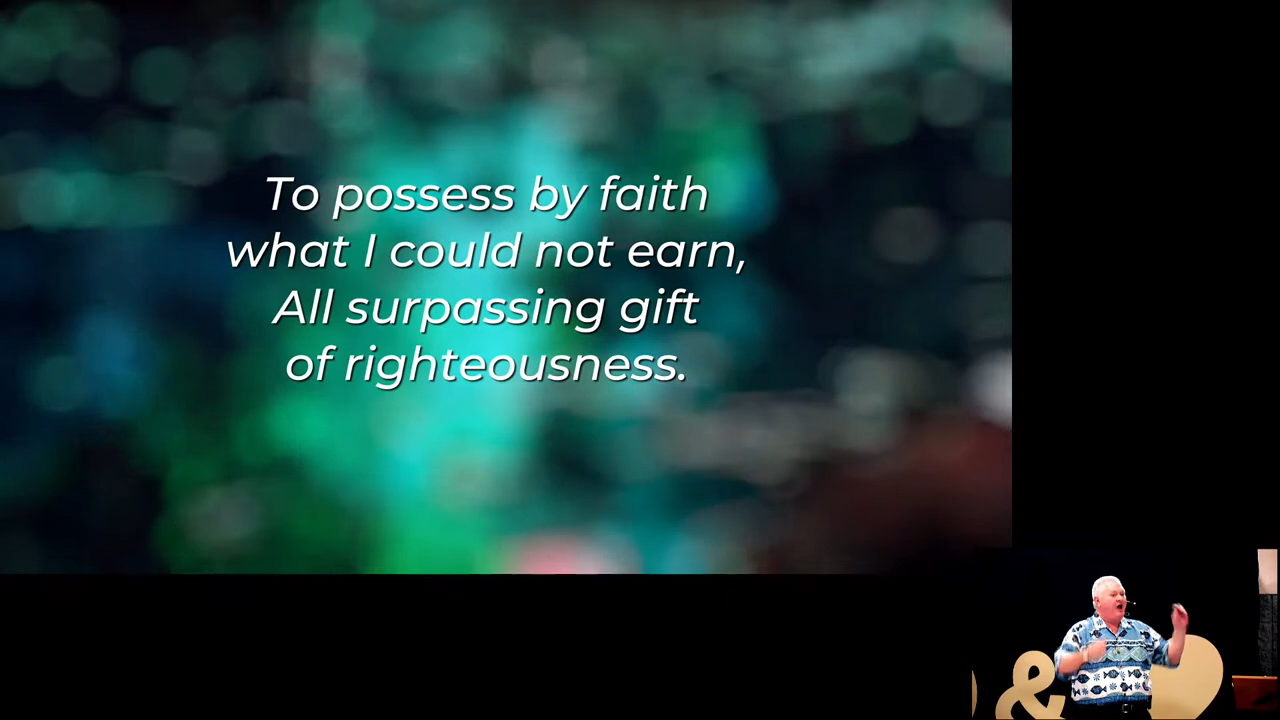 To possess by faith
what I could not earn,
All surpassing gift
of righteousness.
&